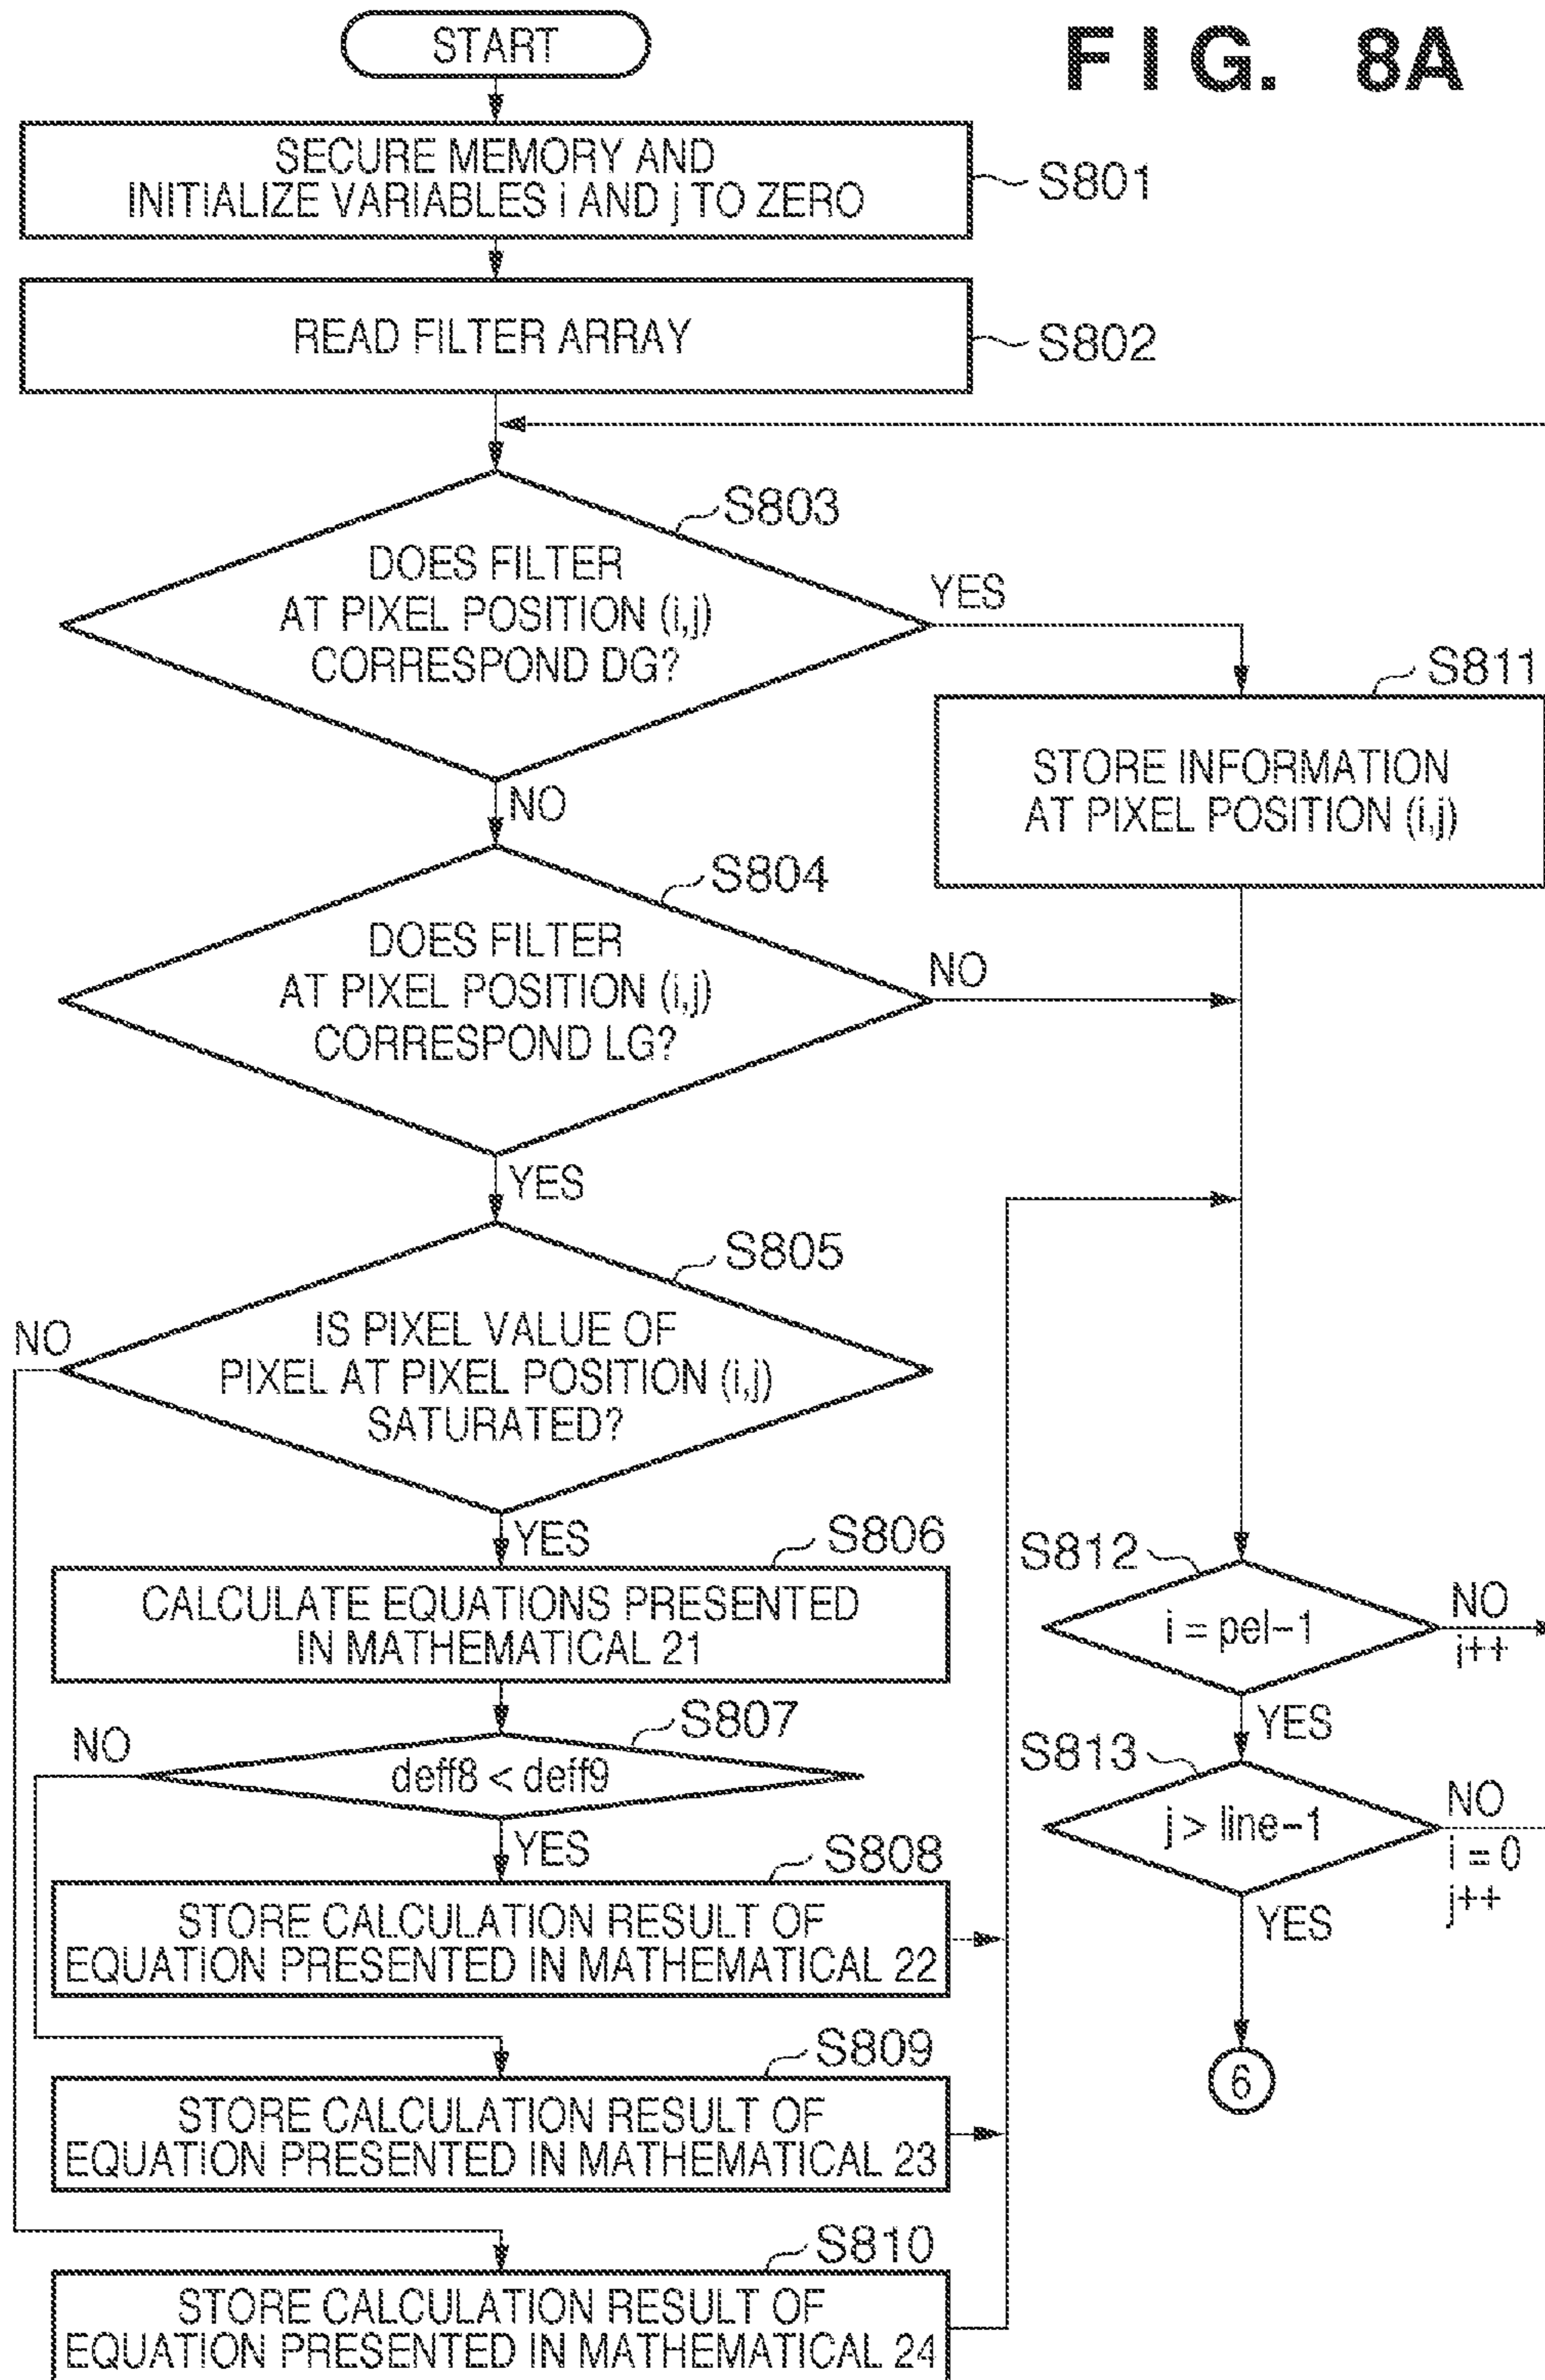 FIG. 8A
START
SECURE MEMORY AND
INITIALIZE VARIABLES i AND j TO ZERO
S801
READ FILTER ARRAY
S802
S803
DOES FILTER
AT PIXEL POSITION (i,j)
CORRESPOND DG?
YES
NO
S811
STORE INFORMATION
AT PIXEL POSITION (i,j)
S804
DOES FILTER
AT PIXEL POSITION (i,j)
CORRESPOND LG?
NO
YES
S805
IS PIXEL VALUE OF
PIXEL AT PIXEL POSITION (i,j)
SATURATED?
NO
YES
S806
CALCULATE EQUATIONS PRESENTED
IN MATHEMATICAL 21
S807
deff8 < deff9
NO
YES
S808
STORE CALCULATION RESULT OF
EQUATION PRESENTED IN MATHEMATICAL 22
S809
STORE CALCULATION RESULT OF
EQUATION PRESENTED IN MATHEMATICAL 23
S810
STORE CALCULATION RESULT OF
EQUATION PRESENTED IN MATHEMATICAL 24
S812
i = pel-1
NO
j++
YES
S813
j > line-1
NO
i = 0
j++
YES
6